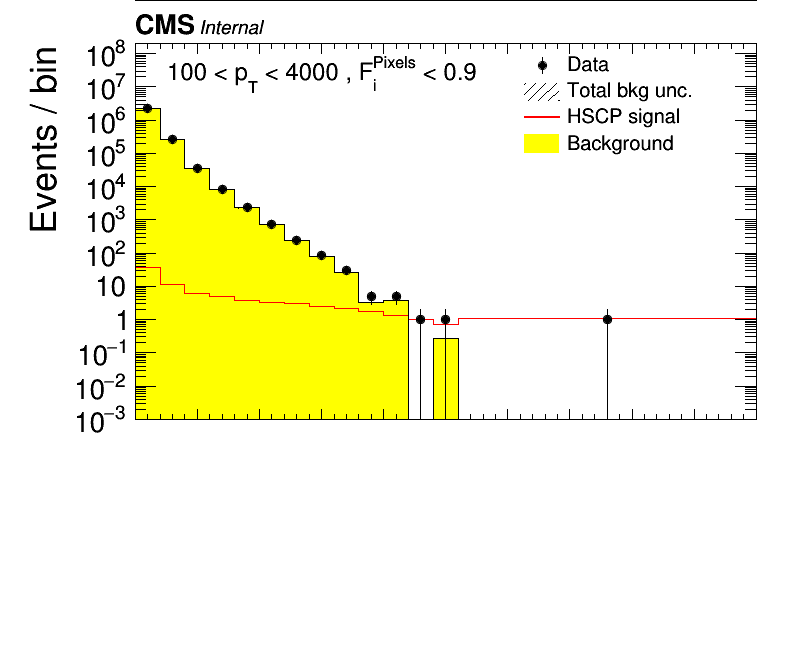 CMS Internal
Events / bin
10^8
10^7
10^6
10^5
10^4
10^3
10^2
10
1
10^−1
10^−2
10^−3
100 < p_T < 4000 , F_i^Pixels < 0.9
Data
Total bkg unc.
HSCP signal
Background